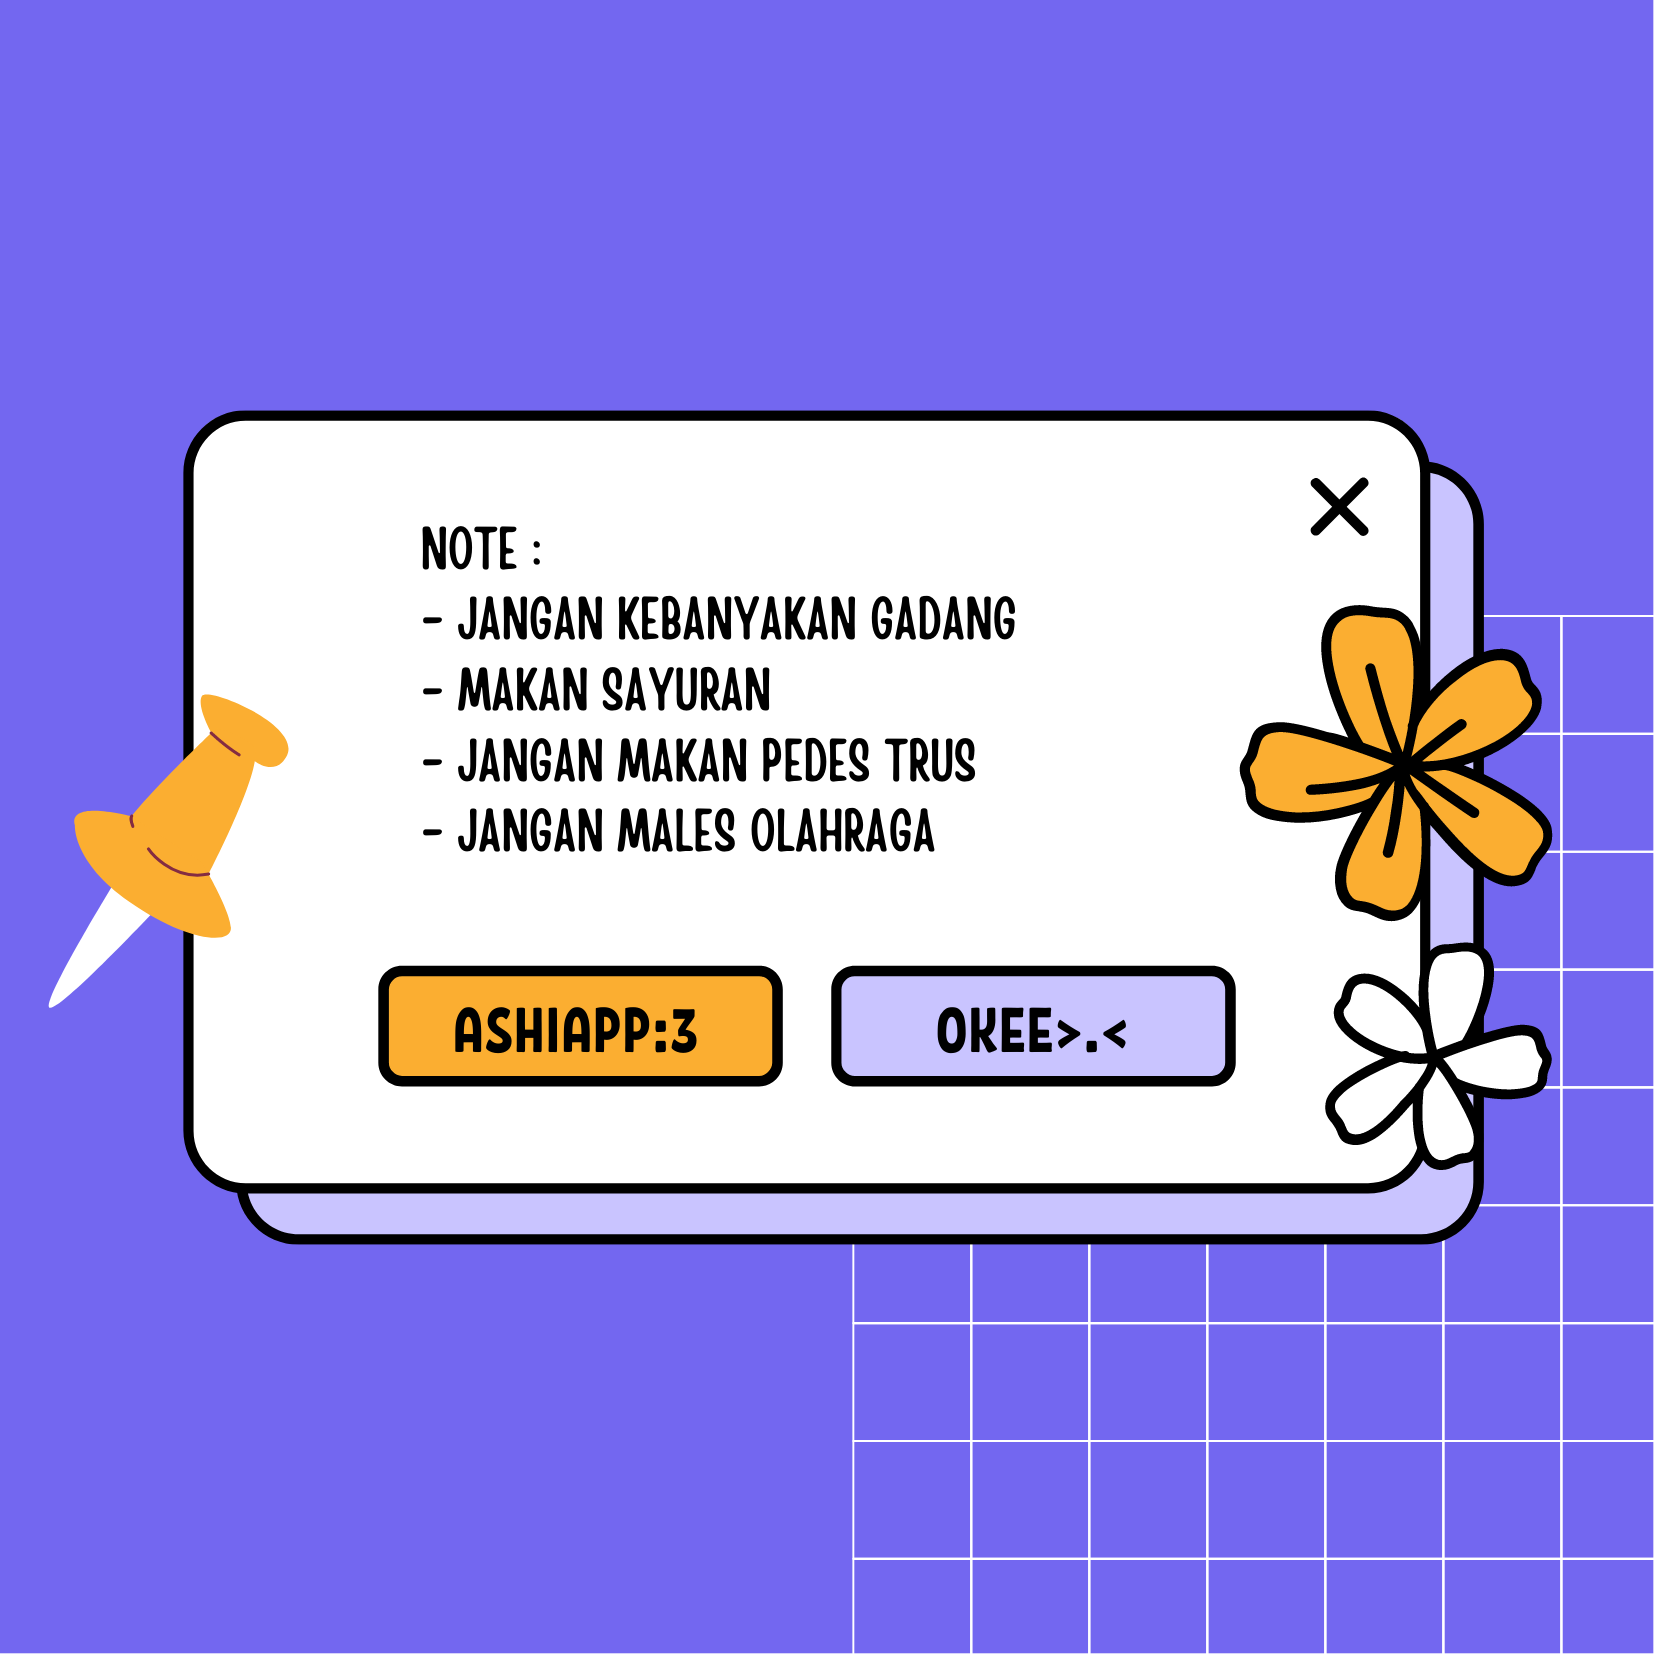 NOTE :
- JANGAN KEBANYAKAN GADANG
- MAKAN SAYURAN
- JANGAN MAKAN PEDES TRUS
- JANGAN MALES OLAHRAGA
ASHIAPP:3
OKEE>.<